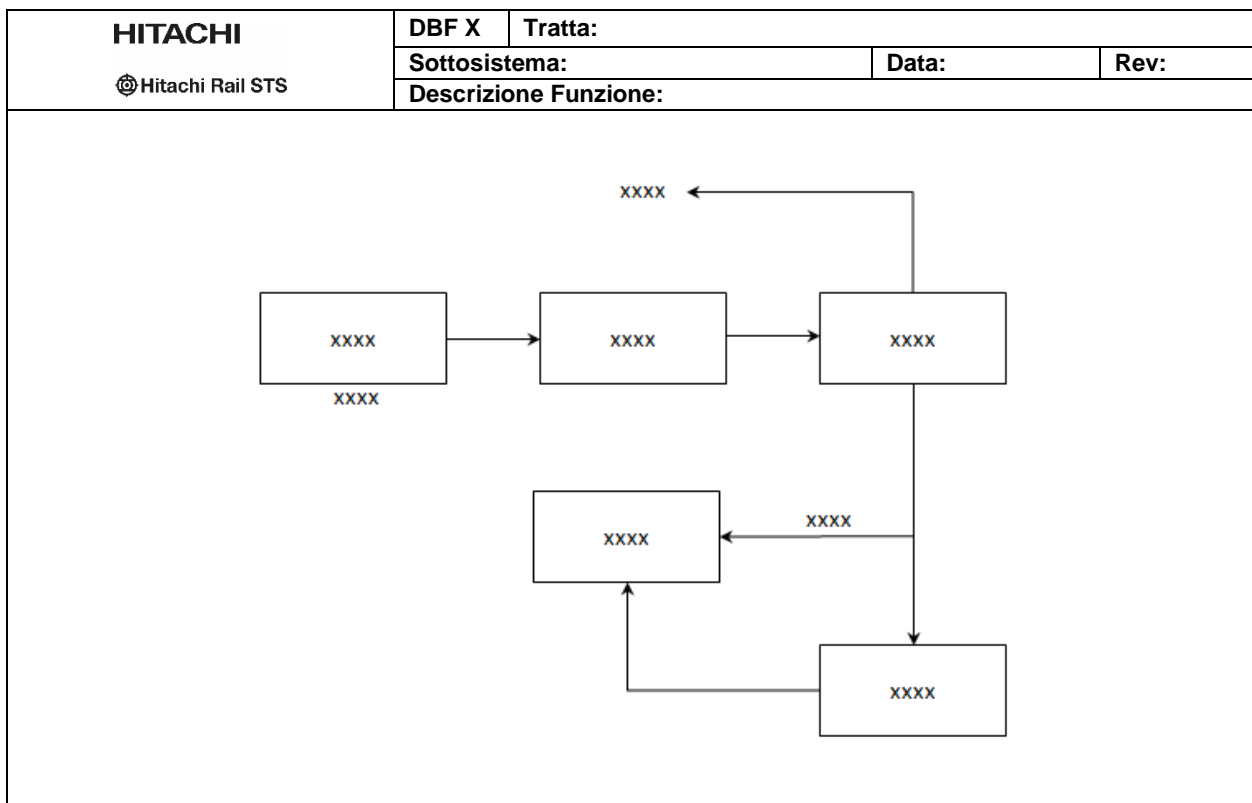 HITACHI
Hitachi Rail STS
DBF X Tratta:
Sottosistema: Data: Rev:
Descrizione Funzione:
XXXX
XXXX XXXX XXXX
XXXX
XXXX
XXXX
XXXX